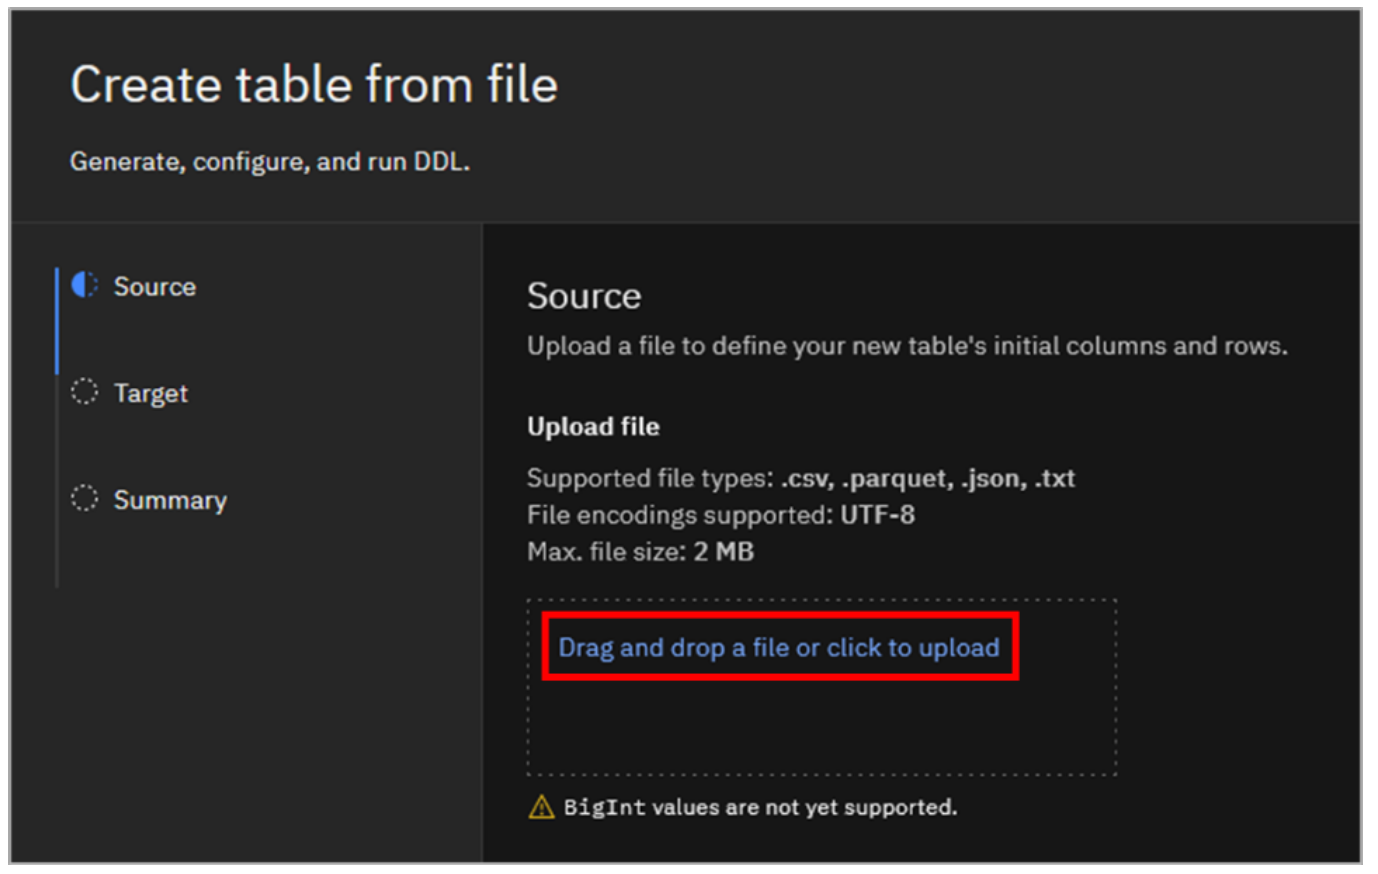 Create table from file
Generate, configure, and run DDL.
Source
Target
Summary
Source
Upload a file to define your new table's initial columns and rows.
Upload file
Supported file types: .csv, .parquet, .json, .txt
File encodings supported: UTF-8
Max. file size: 2 MB
Drag and drop a file or click to upload
BigInt values are not yet supported.